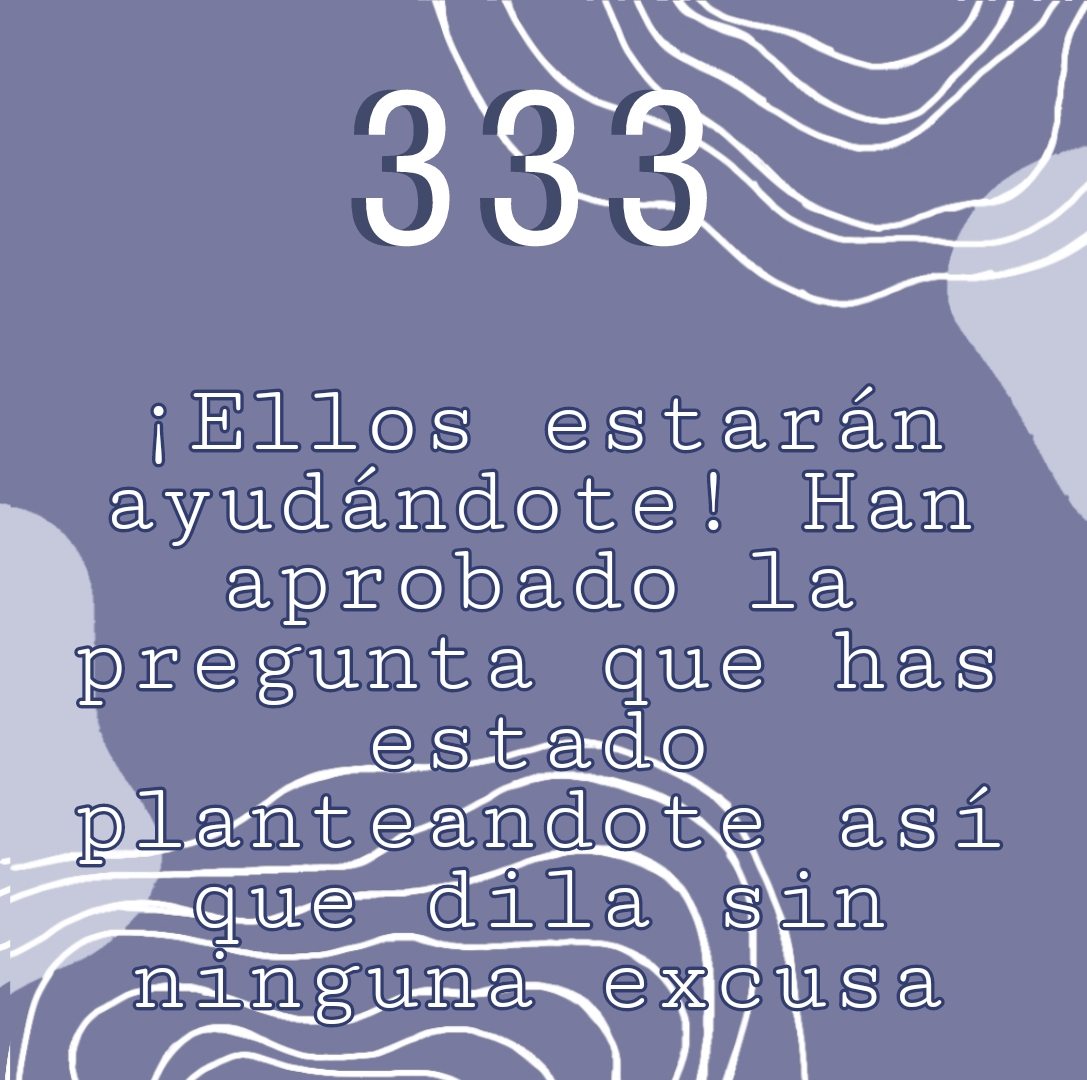 333
¡Ellos estarán
ayudándote! Han
aprobado la
pregunta que has
estado
planteandote así
que dila sin
ninguna excusa